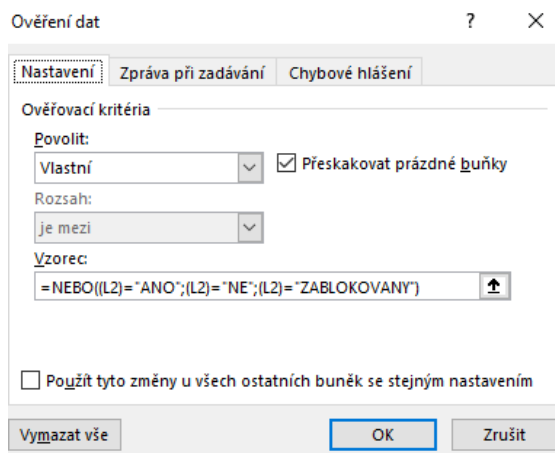 Ověření dat ? ×
Nastavení Zpráva při zadávání Chybové hlášení
Ověřovací kritéria
Povolit:
Vlastní Přeskakovat prázdné buňky
Rozsah:
je mezi
Vzorec:
=NEBO((L2)="ANO";(L2)="NE";(L2)="ZABLOKOVANY")
Použít tyto změny u všech ostatních buněk se stejným nastavením
Vymazat vše OK Zrušit